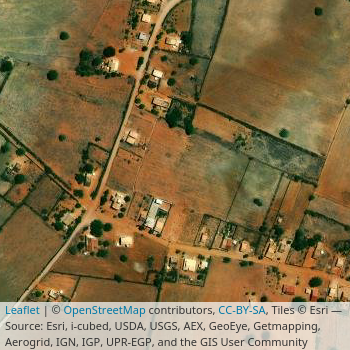 Leaflet | © OpenStreetMap contributors, CC-BY-SA, Tiles © Esri —
Source: Esri, i-cubed, USDA, USGS, AEX, GeoEye, Getmapping,
Aerogrid, IGN, IGP, UPR-EGP, and the GIS User Community